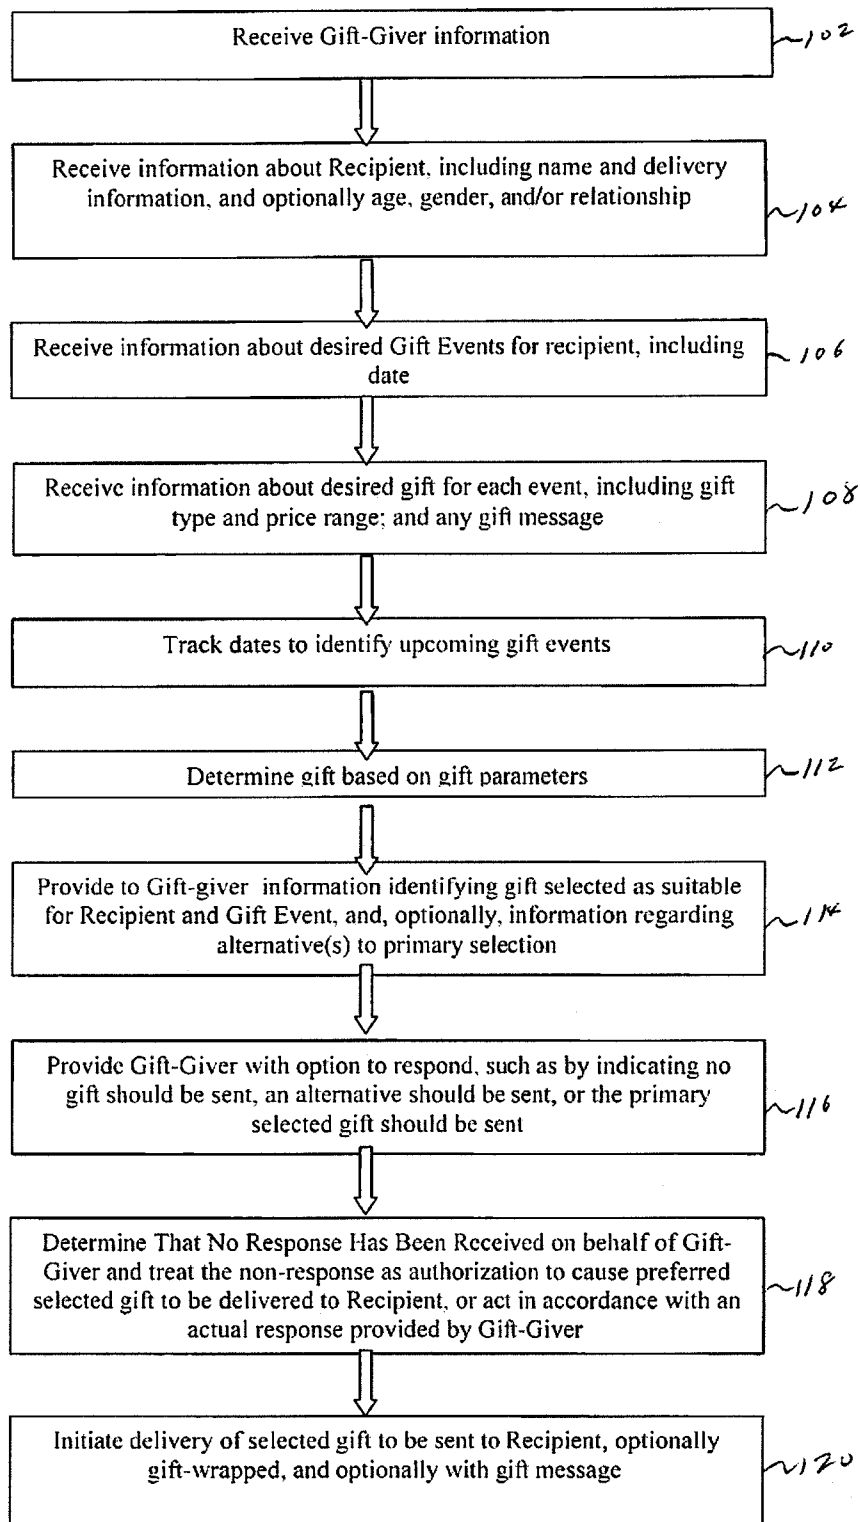 Receive Gift-Giver information
102
Receive information about Recipient, including name and delivery
information, and optionally age, gender, and/or relationship
104
Receive information about desired Gift Events for recipient, including
date
106
Receive information about desired gift for each event, including gift
type and price range; and any gift message
108
Track dates to identify upcoming gift events
110
Determine gift based on gift parameters
112
Provide to Gift-giver information identifying gift selected as suitable
for Recipient and Gift Event, and, optionally, information regarding
alternative(s) to primary selection
114
Provide Gift-Giver with option to respond, such as by indicating no
gift should be sent, an alternative should be sent, or the primary
selected gift should be sent
116
Determine That No Response Has Been Received on behalf of Gift-
Giver and treat the non-response as authorization to cause preferred
selected gift to be delivered to Recipient, or act in accordance with an
actual response provided by Gift-Giver
118
Initiate delivery of selected gift to be sent to Recipient, optionally
gift-wrapped, and optionally with gift message
120